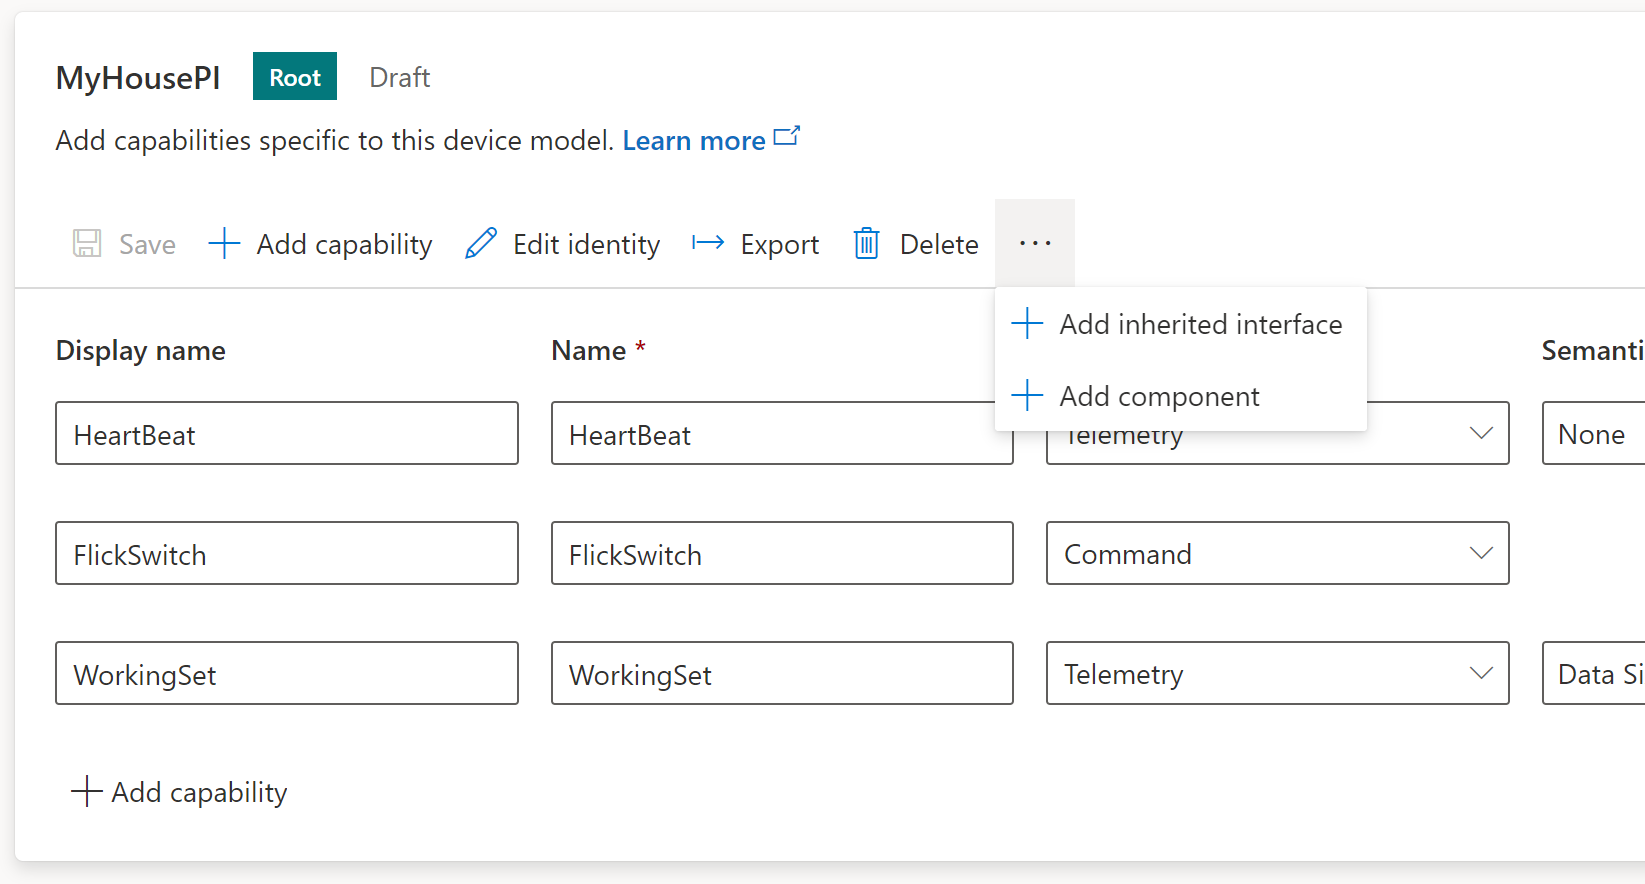 MyHousePI Root Draft
Add capabilities specific to this device model. Learn more
Save Add capability Edit identity Export Delete ...
Add inherited interface
Add component
Display name Name * Semanti
HeartBeat HeartBeat Telemetry None
FlickSwitch FlickSwitch Command
WorkingSet WorkingSet Telemetry Data Si
Add capability